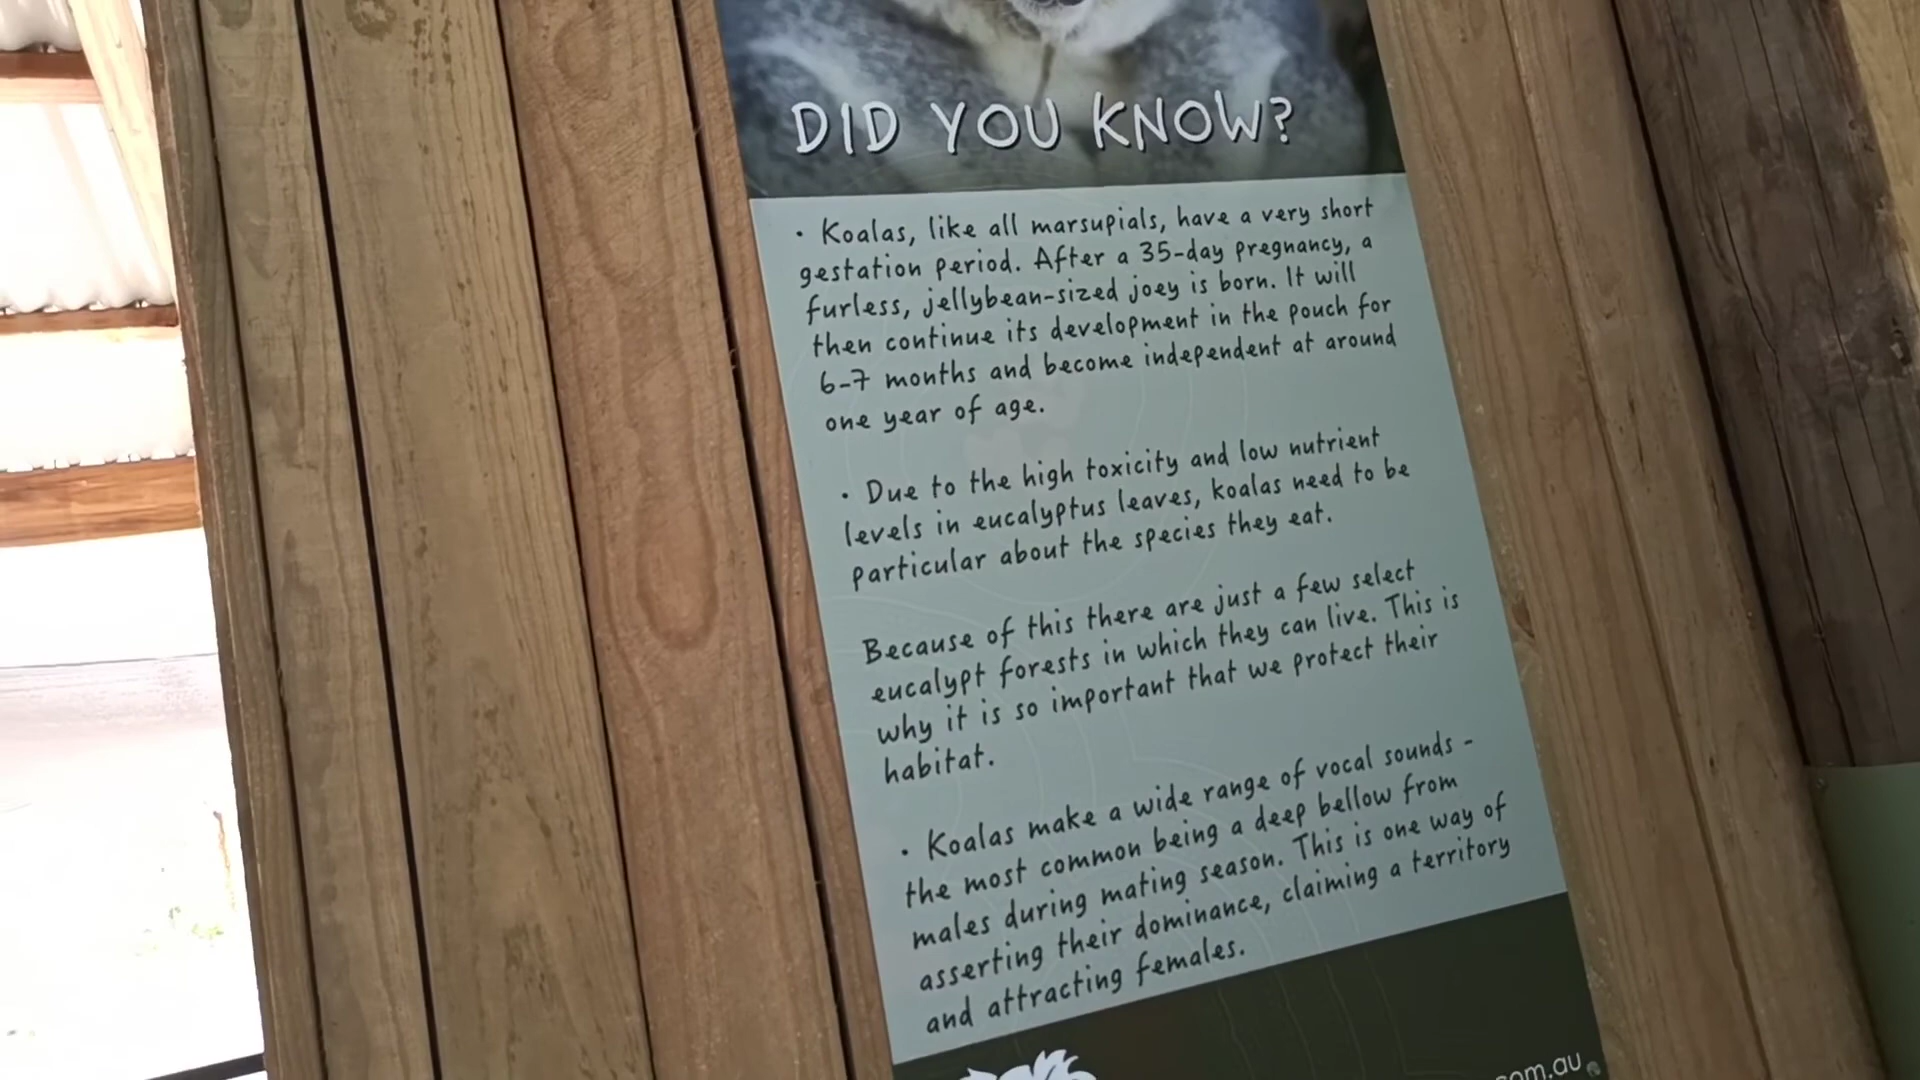 DID YOU KNOW?
• Koalas, like all marsupials, have a very short
gestation period. After a 35-day pregnancy, a
furless, jellybean-sized joey is born. It will
then continue its development in the pouch for
6-7 months and become independent at around
one year of age.
• Due to the high toxicity and low nutrient
levels in eucalyptus leaves, koalas need to be
particular about the species they eat.
Because of this there are just a few select
eucalypt forests in which they can live. This is
why it is so important that we protect their
habitat.
• Koalas make a wide range of vocal sounds -
the most common being a deep bellow from
males during mating season. This is one way of
asserting their dominance, claiming a territory
and attracting females.
.com.au